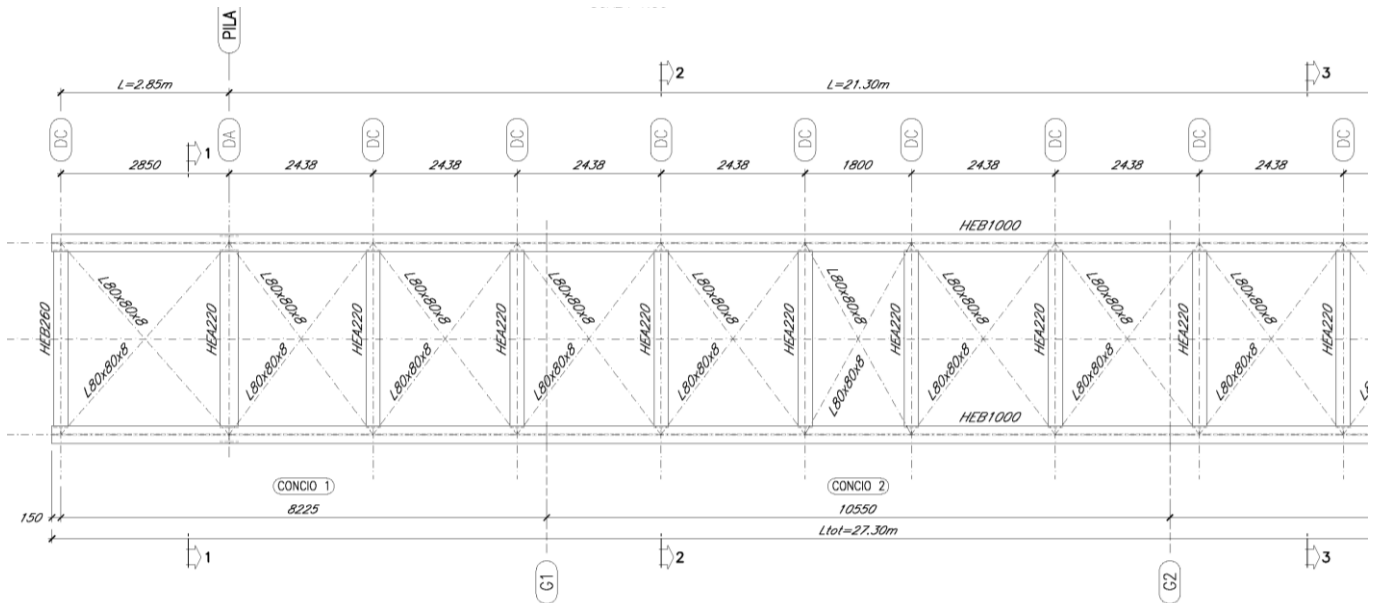 PILA
L=2.85m
L=21.30m
2
3
DC
DA
DC
DC
DC
DC
DC
DC
DC
DC
1
2850
2438
2438
2438
2438
1800
2438
2438
2438
HEB1000
HEB260
L80x80x8
L80x80x8
HEA220
L80x80x8
L80x80x8
HEA220
L80x80x8
L80x80x8
HEA220
L80x80x8
L80x80x8
HEA220
L80x80x8
L80x80x8
HEA220
L80x80x8
L80x80x8
HEA220
L80x80x8
L80x80x8
HEA220
L80x80x8
L80x80x8
HEA220
L80x80x8
L80x80x8
HEA220
HEB1000
CONCIO 1
CONCIO 2
150
8225
10550
Ltot=27.30m
1
2
3
G1
G2